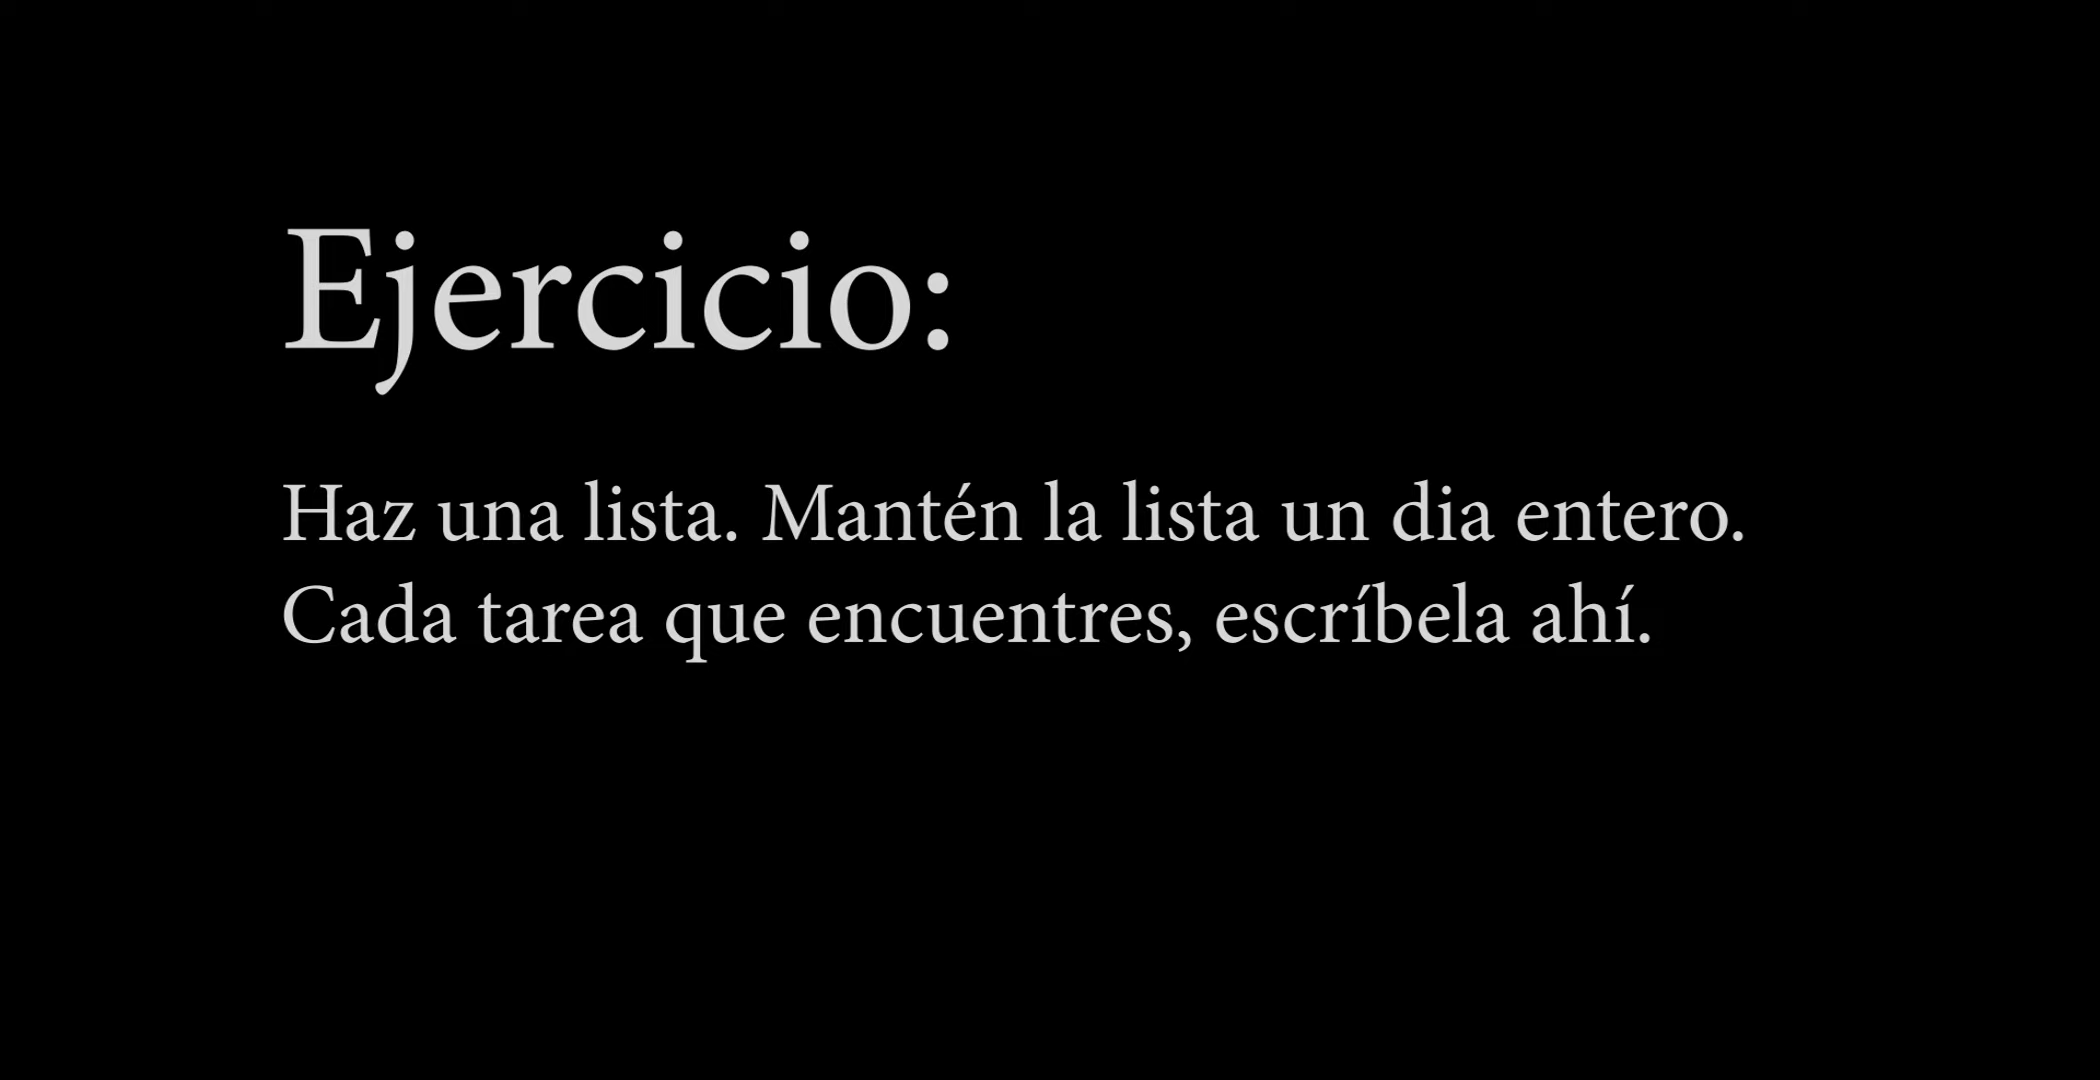 Ejercicio:
Haz una lista. Mantén la lista un dia entero.
Cada tarea que encuentres, escríbela ahí.